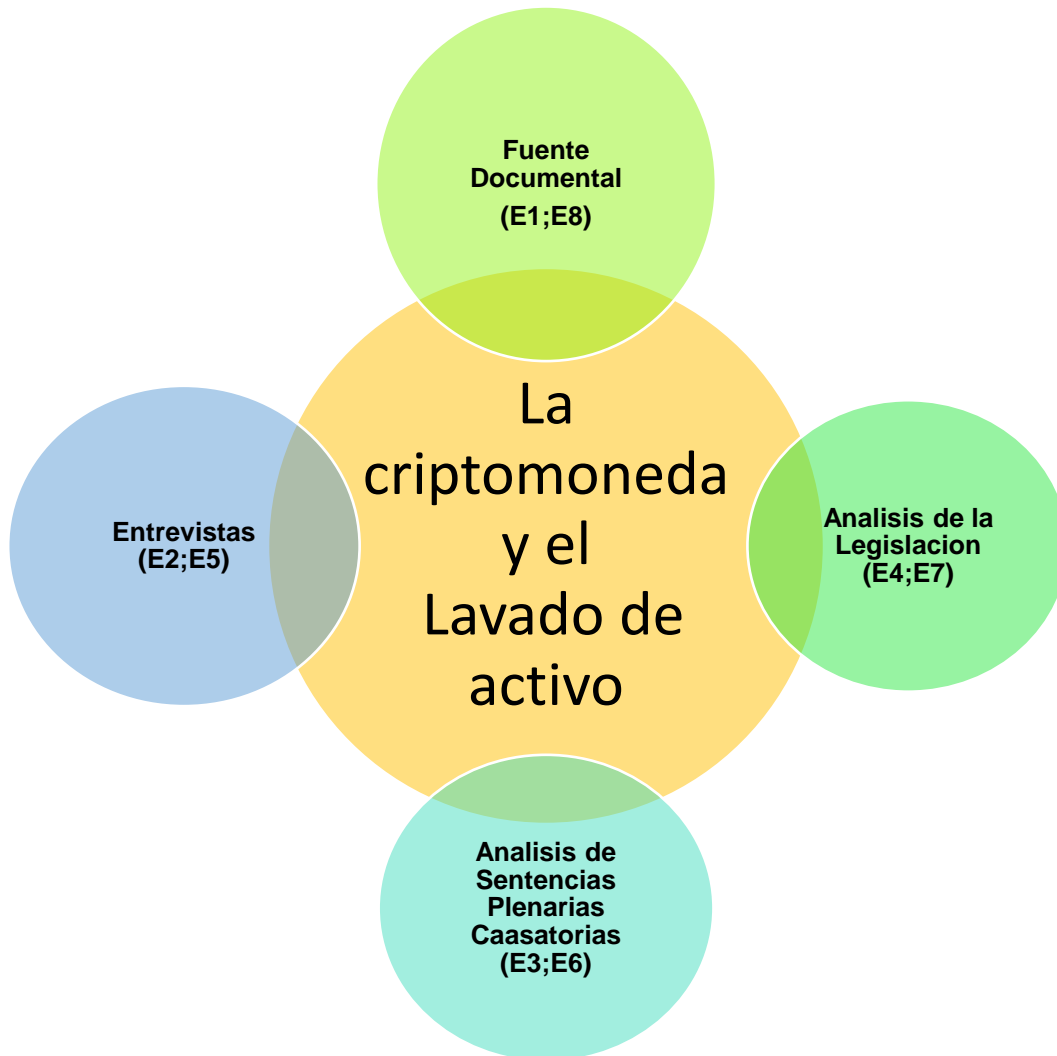 Fuente
Documental
(E1;E8)
La
criptomoneda
y el
Lavado de
activo
Entrevistas
(E2;E5)
Analisis de la
Legislacion
(E4;E7)
Analisis de
Sentencias
Plenarias
Caasatorias
(E3;E6)